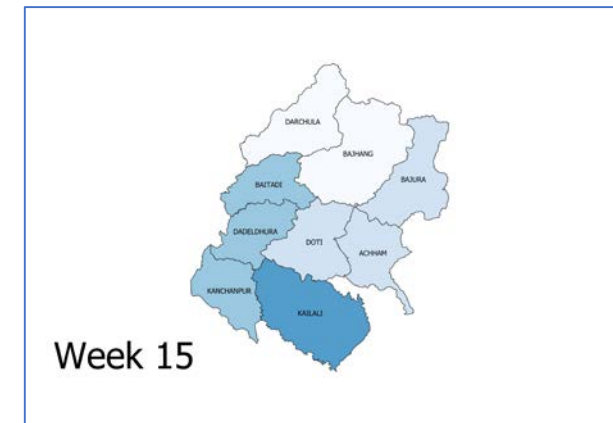 DARCHULA
BAJHANG
BAJURA
BAITADI
DADELDHURA
DOTI
ACHHAM
KANCHANPUR
KAILALI
Week 15